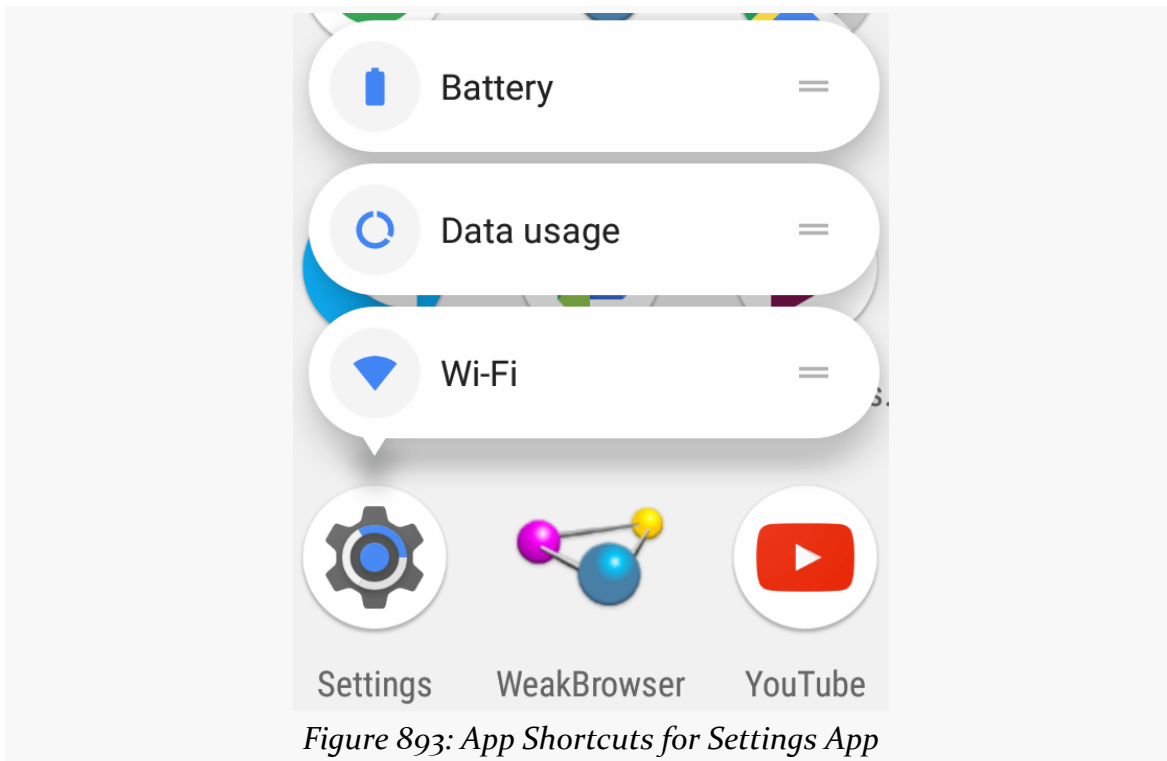 Battery
Data usage
Wi-Fi
s.
Settings WeakBrowser YouTube
Figure 893: App Shortcuts for Settings App